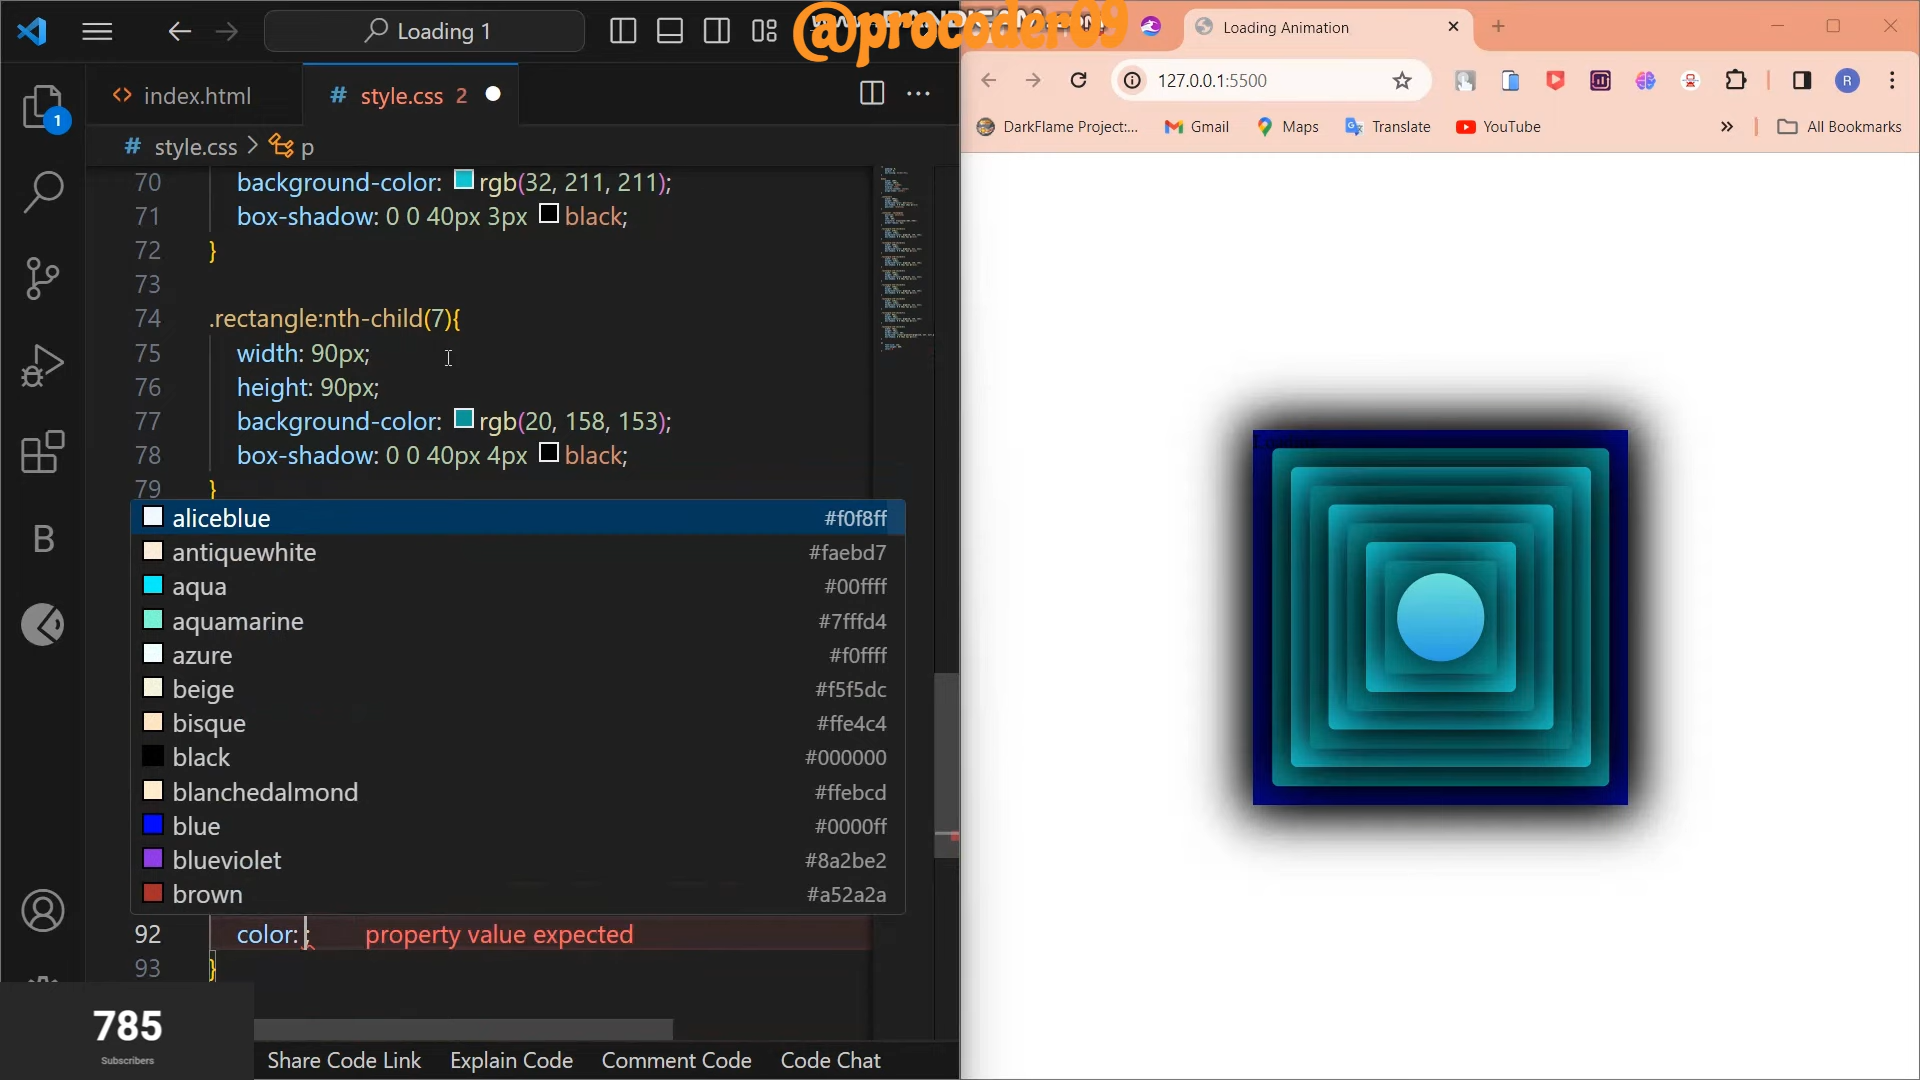 Loading 1
@procoder09
Loading Animation
index.html
style.css 2
127.0.0.1:5500
R
1
DarkFlame Project:...
Gmail
Maps
Translate
YouTube
All Bookmarks
style.css > p
70 background-color: rgb(32, 211, 211);
71 box-shadow: 0 0 40px 3px black;
72 }
73
74 .rectangle:nth-child(7){
75 width: 90px;
76 height: 90px;
77 background-color: rgb(20, 158, 153);
78 box-shadow: 0 0 40px 4px black;
79 }
aliceblue #f0f8ff
antiquewhite #faebd7
aqua #00ffff
aquamarine #7fffd4
azure #f0ffff
beige #f5f5dc
bisque #ffe4c4
black #000000
blanchedalmond #ffebcd
blue #0000ff
blueviolet #8a2be2
brown #a52a2a
92 color: ; property value expected
93 }
B
785
Subscribers
Share Code Link
Explain Code
Comment Code
Code Chat